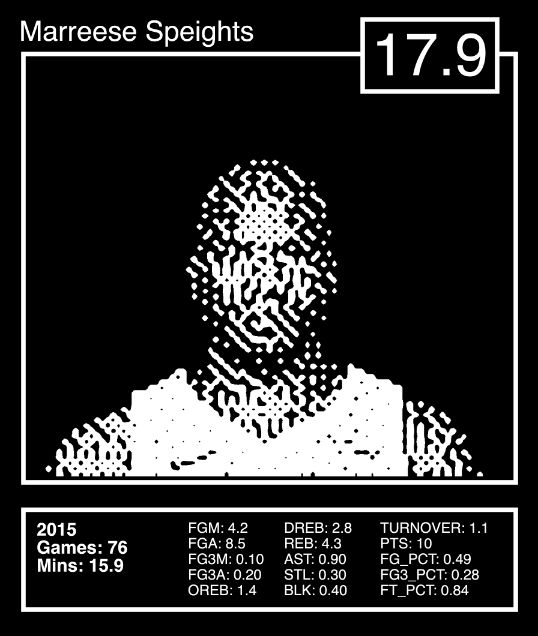 Marreese Speights
17.9
2015
Games: 76
Mins: 15.9
FGM: 4.2
FGA: 8.5
FG3M: 0.10
FG3A: 0.20
OREB: 1.4
DREB: 2.8
REB: 4.3
AST: 0.90
STL: 0.30
BLK: 0.40
TURNOVER: 1.1
PTS: 10
FG_PCT: 0.49
FG3_PCT: 0.28
FT_PCT: 0.84